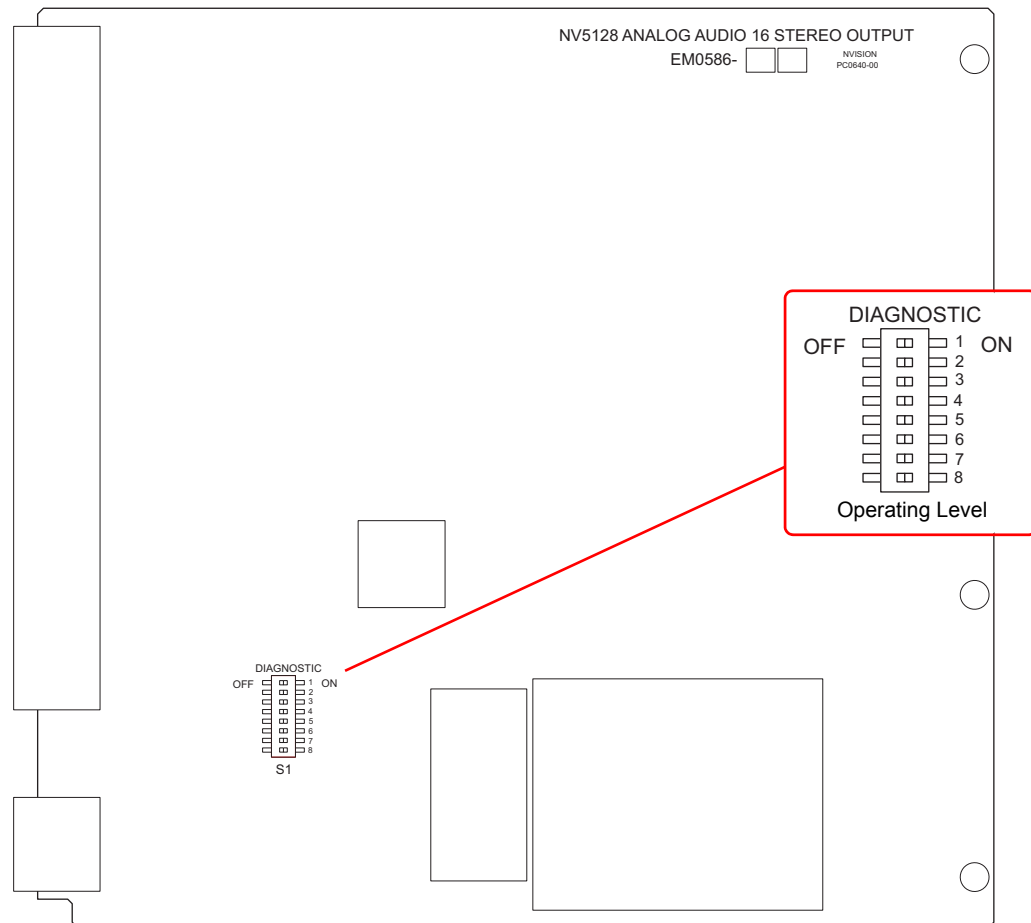 NV5128 ANALOG AUDIO 16 STEREO OUTPUT
EM0586-
NVISION
PC0640-00
DIAGNOSTIC
OFF
1
ON
2
3
4
5
6
7
8
Operating Level
DIAGNOSTIC
OFF
1
ON
2
3
4
5
6
7
8
S1